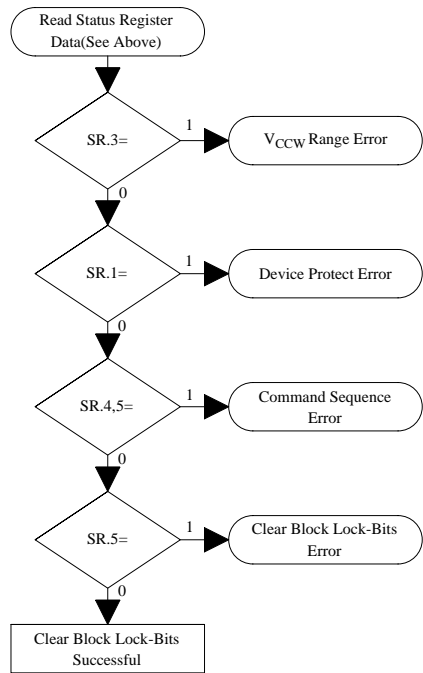 Read Status Register
Data(See Above)
SR.3=
1
V_CCW Range Error
0
SR.1=
1
Device Protect Error
0
SR.4,5=
1
Command Sequence
Error
0
SR.5=
1
Clear Block Lock-Bits
Error
0
Clear Block Lock-Bits
Successful